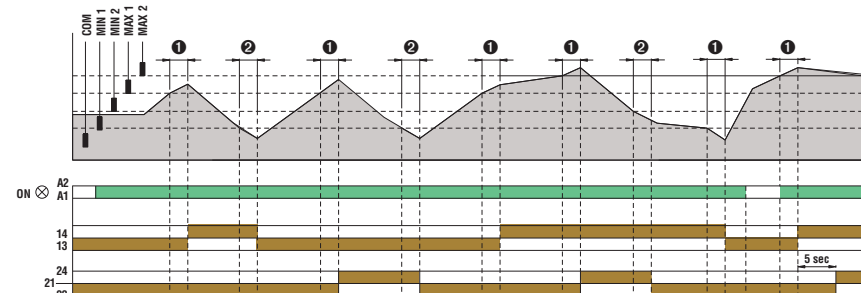 COM
MIN 1
MIN 2
MAX 1
MAX 2
❶ ❷ ❶ ❷ ❶ ❶ ❷ ❶ ❶
A2
ON ⊗ A1
14
13
24
5 sec
21